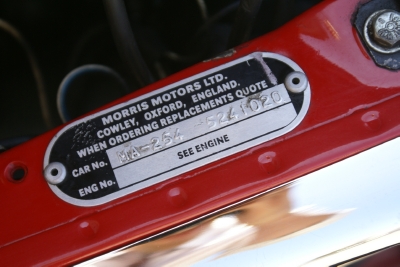 MORRIS MOTORS LTD.
COWLEY, OXFORD, ENGLAND.
WHEN ORDERING REPLACEMENTS QUOTE
CAR No.
ENG No. SEE ENGINE